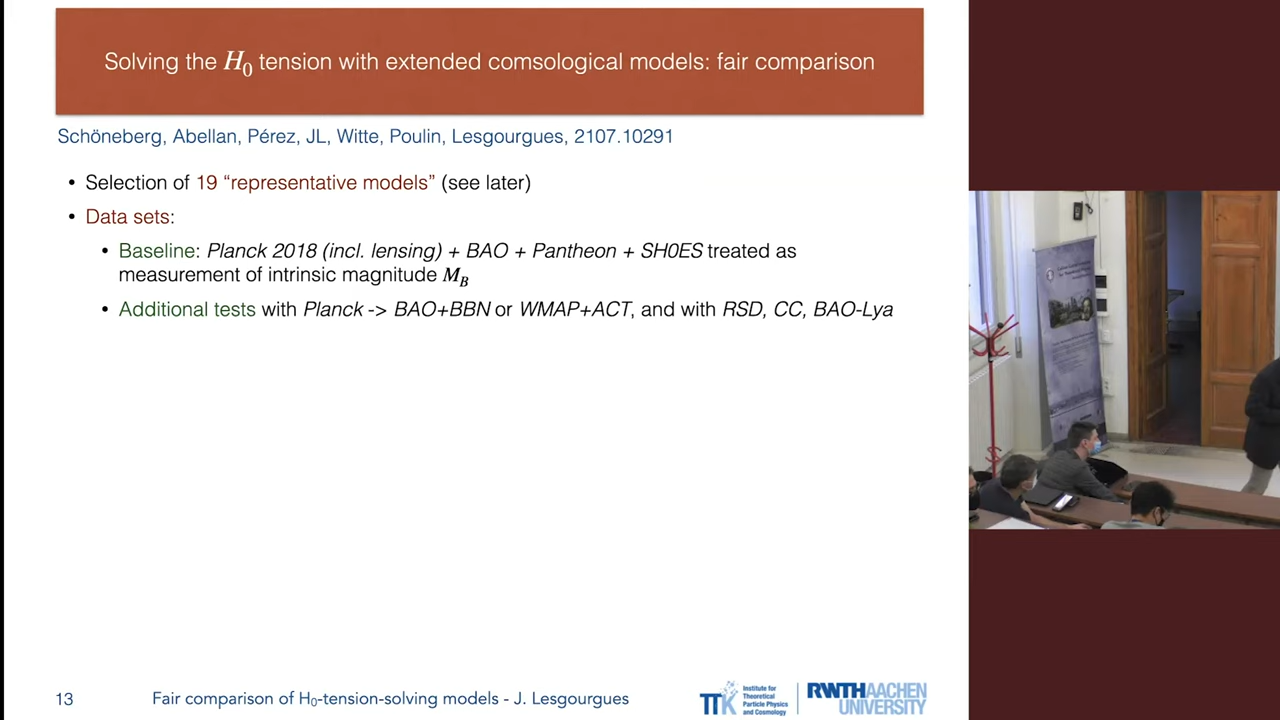 Solving the H0 tension with extended comsological models: fair comparison
Schöneberg, Abellan, Pérez, JL, Witte, Poulin, Lesgourgues, 2107.10291
• Selection of 19 “representative models” (see later)
• Data sets:
• Baseline: Planck 2018 (incl. lensing) + BAO + Pantheon + SH0ES treated as
measurement of intrinsic magnitude MB
• Additional tests with Planck -> BAO+BBN or WMAP+ACT, and with RSD, CC, BAO-Lya
13
Fair comparison of H0-tension-solving models - J. Lesgourgues
TTK
Institute for
Theoretical
Particle Physics
and Cosmology
RWTHAACHEN
UNIVERSITY